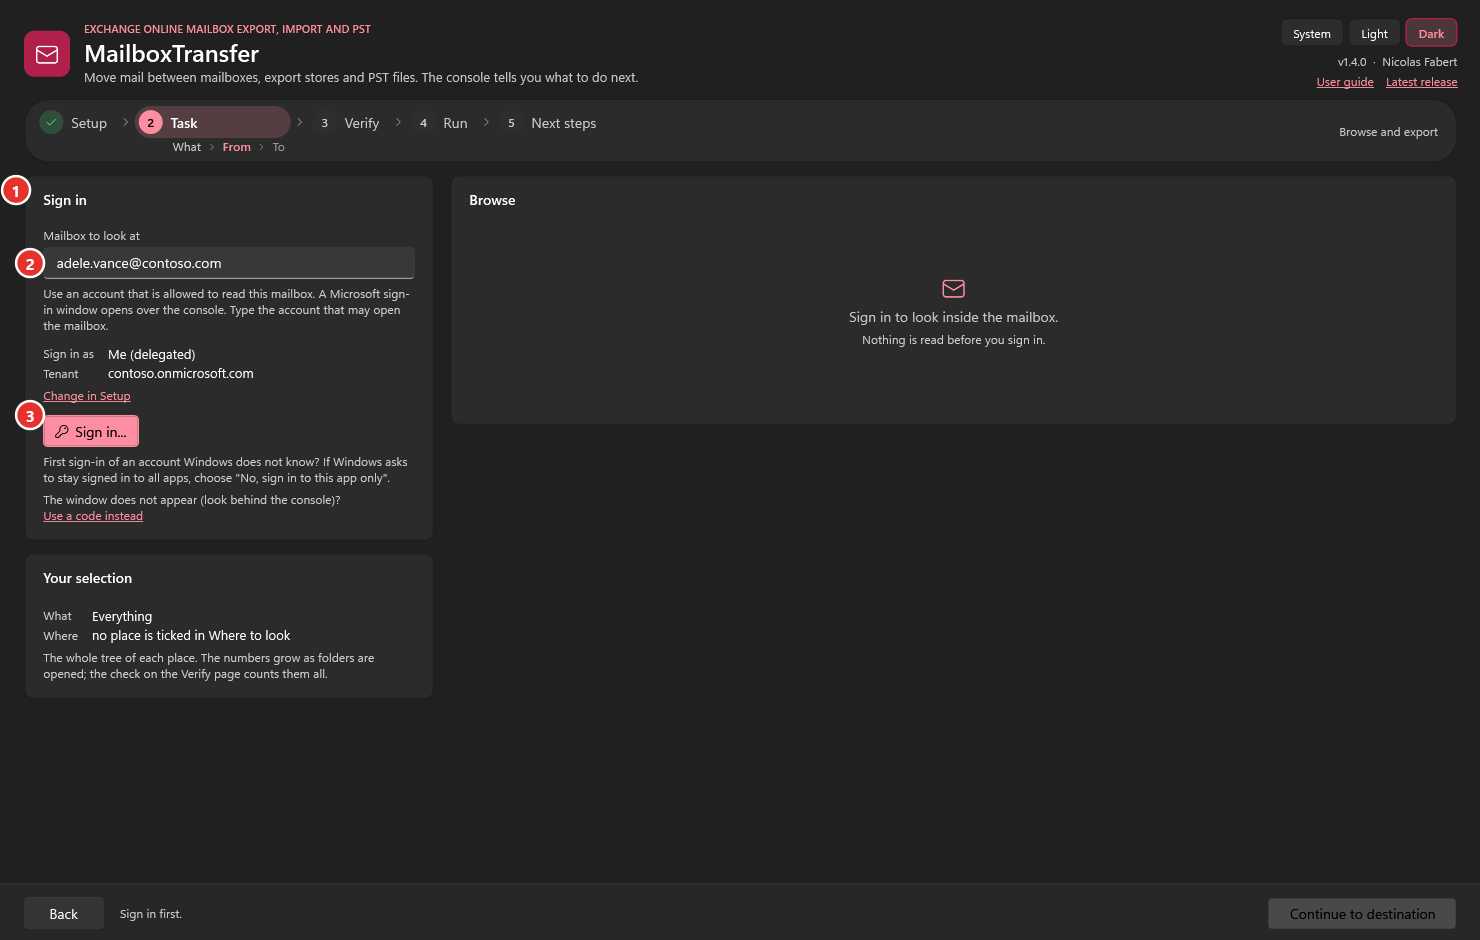 EXCHANGE ONLINE MAILBOX EXPORT, IMPORT AND PST
MailboxTransfer
Move mail between mailboxes, export stores and PST files. The console tells you what to do next.
System
Light
Dark
v1.4.0 · Nicolas Fabert
User guide
Latest release
Setup
2 Task
3 Verify
4 Run
5 Next steps
What > From > To
Browse and export
1
Sign in
Mailbox to look at
2
adele.vance@contoso.com
Use an account that is allowed to read this mailbox. A Microsoft sign-
in window opens over the console. Type the account that may open
the mailbox.
Sign in as Me (delegated)
Tenant contoso.onmicrosoft.com
Change in Setup
3
Sign in...
First sign-in of an account Windows does not know? If Windows asks
to stay signed in to all apps, choose "No, sign in to this app only".
The window does not appear (look behind the console)?
Use a code instead
Your selection
What Everything
Where no place is ticked in Where to look
The whole tree of each place. The numbers grow as folders are
opened; the check on the Verify page counts them all.
Browse
Sign in to look inside the mailbox.
Nothing is read before you sign in.
Back
Sign in first.
Continue to destination